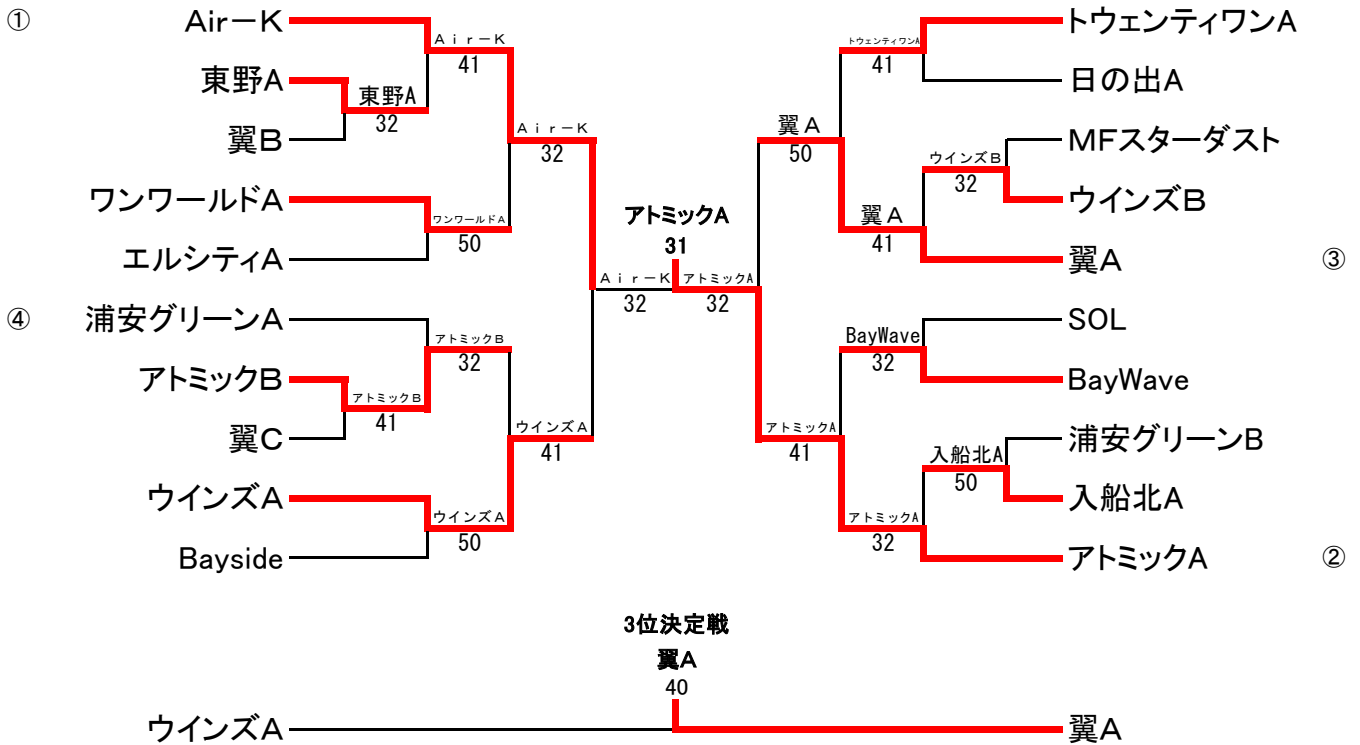 ① Air－K
東野A
翼B
ワンワールドA
エルシティA
④ 浦安グリーンA
アトミックB
翼C
ウインズA
Bayside
東野A
32
アトミックB
41
Air－K
41
ワンワールドA
50
アトミックB
32
ウインズA
50
Air－K
32
ウインズA
41
Air－K
32
アトミックA
31
アトミックA
32
翼A
50
アトミックA
41
トウェンティワンA
41
翼A
41
BayWave
32
アトミックA
32
ウインズB
32
入船北A
50
トウェンティワンA
日の出A
MFスターダスト
ウインズB
翼A ③
SOL
BayWave
浦安グリーンB
入船北A
アトミックA ②
3位決定戦
翼A
40
ウインズA 翼A